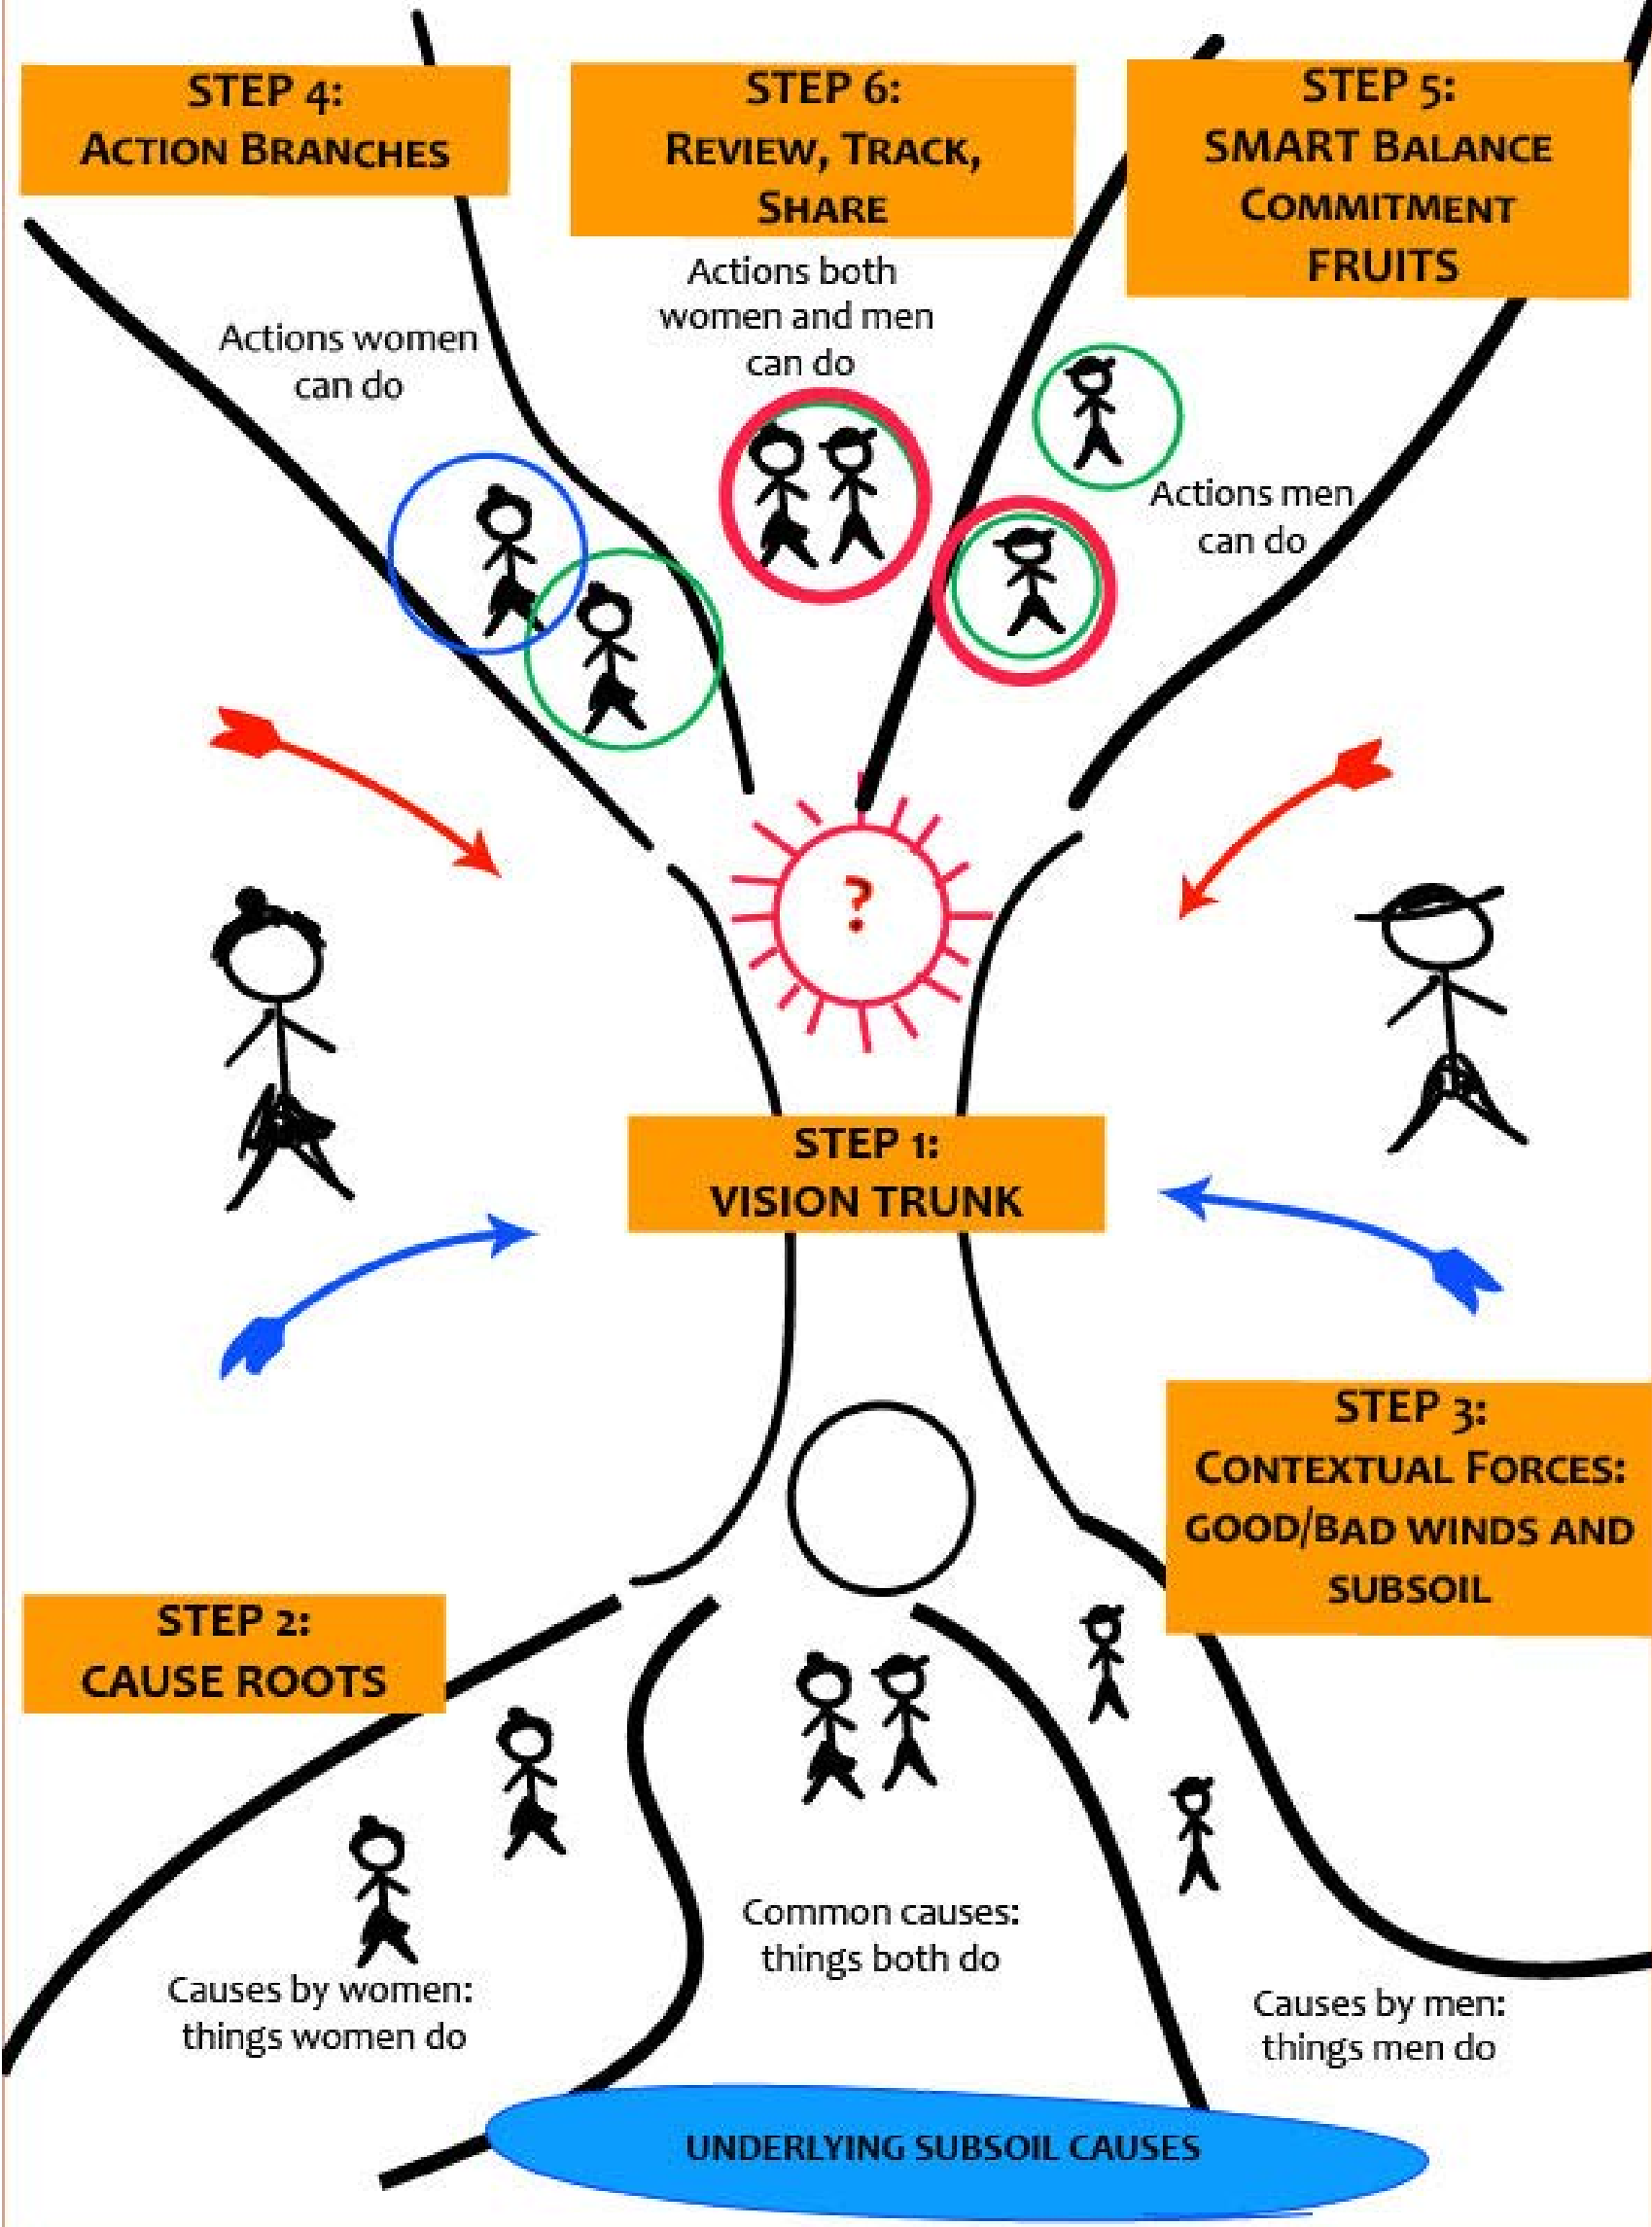 STEP 4:
ACTION BRANCHES
STEP 6:
REVIEW, TRACK,
SHARE
STEP 5:
SMART BALANCE
COMMITMENT
FRUITS
Actions women
can do
Actions both
women and men
can do
Actions men
can do
?
STEP 1:
VISION TRUNK
STEP 3:
CONTEXTUAL FORCES:
GOOD/BAD WINDS AND
SUBSOIL
STEP 2:
CAUSE ROOTS
Causes by women:
things women do
Common causes:
things both do
Causes by men:
things men do
UNDERLYING SUBSOIL CAUSES